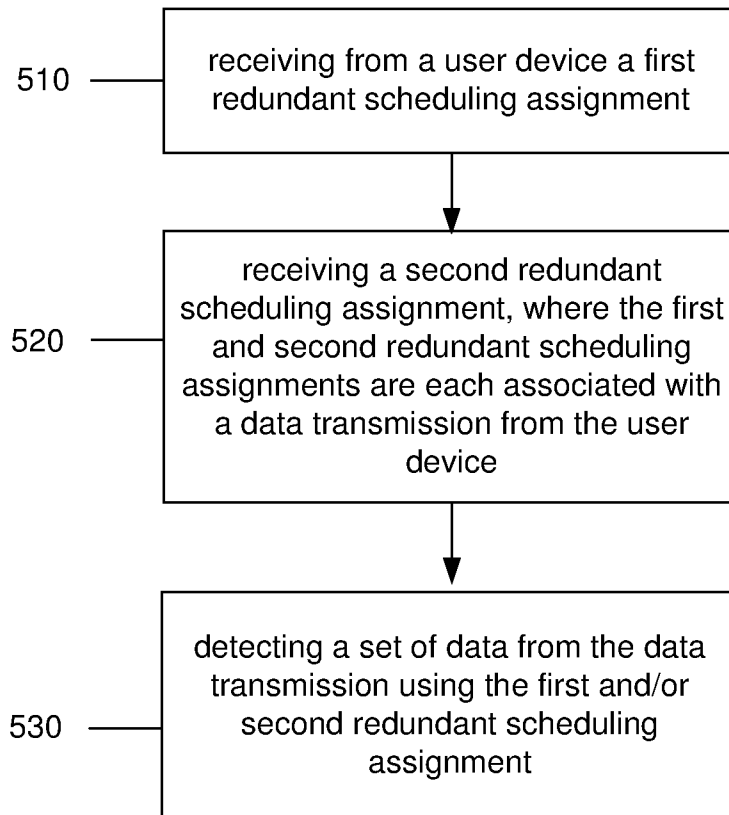 510
receiving from a user device a first
redundant scheduling assignment
520
receiving a second redundant
scheduling assignment, where the first
and second redundant scheduling
assignments are each associated with
a data transmission from the user
device
530
detecting a set of data from the data
transmission using the first and/or
second redundant scheduling
assignment